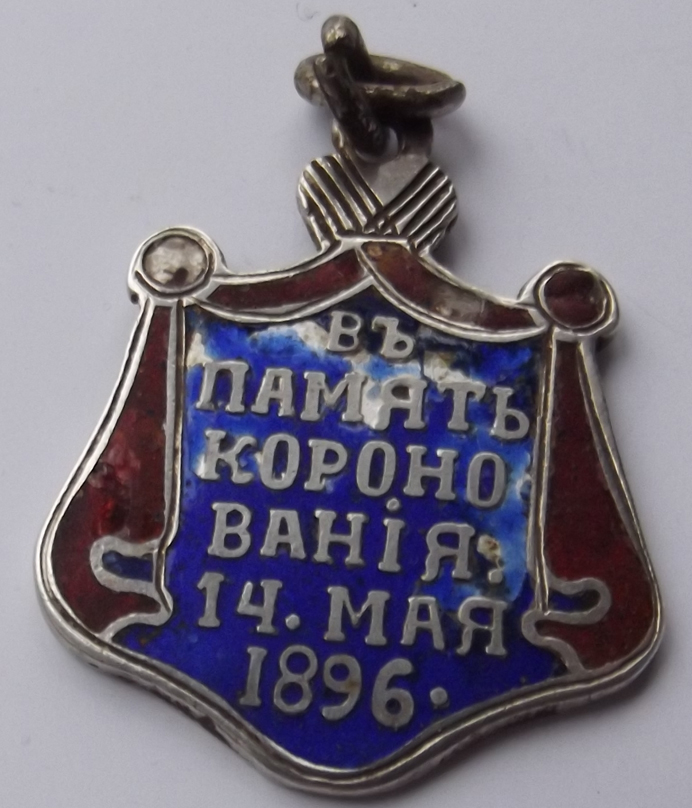 ВЪ
ПАМЯТЬ
КОРОНО
ВАНІЯ.
14. МАЯ
1896.